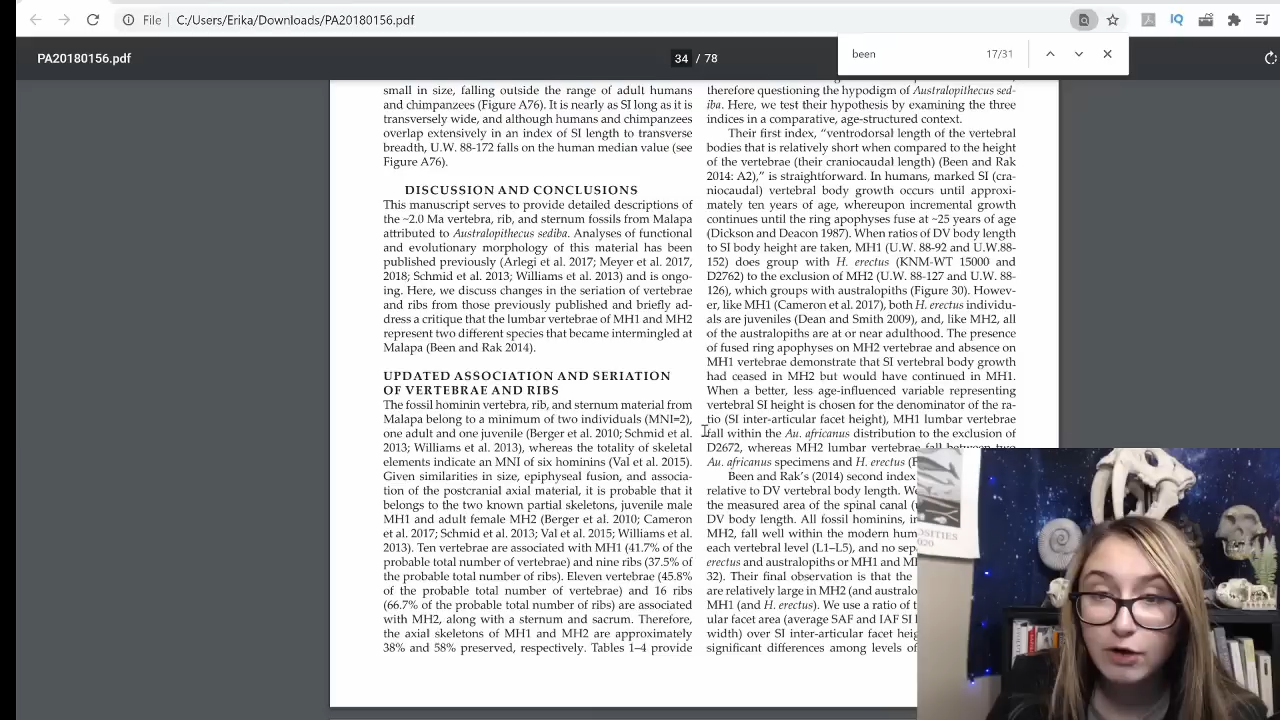 File
C:/Users/Erika/Downloads/PA20180156.pdf
been
17/31
PA20180156.pdf
34 / 78
small in size, falling outside the range of adult humans
and chimpanzees (Figure A76). It is nearly as SI long as it is
transversely wide, and although humans and chimpanzees
overlap extensively in an index of SI length to transverse
breadth, U.W. 88-172 falls on the human median value (see
Figure A76).
DISCUSSION AND CONCLUSIONS
This manuscript serves to provide detailed descriptions of
the ~2.0 Ma vertebra, rib, and sternum fossils from Malapa
attributed to Australopithecus sediba. Analyses of functional
and evolutionary morphology of this material has been
published previously (Arlegi et al. 2017; Meyer et al. 2017,
2018; Schmid et al. 2013; Williams et al. 2013) and is ongo-
ing. Here, we discuss changes in the seriation of vertebrae
and ribs from those previously published and briefly ad-
dress a critique that the lumbar vertebrae of MH1 and MH2
represent two different species that became intermingled at
Malapa (Been and Rak 2014).
UPDATED ASSOCIATION AND SERIATION
OF VERTEBRAE AND RIBS
The fossil hominin vertebra, rib, and sternum material from
Malapa belong to a minimum of two individuals (MNI=2),
one adult and one juvenile (Berger et al. 2010; Schmid et al.
2013; Williams et al. 2013), whereas the totality of skeletal
elements indicate an MNI of six hominins (Val et al. 2015).
Given similarities in size, epiphyseal fusion, and associa-
tion of the postcranial axial material, it is probable that it
belongs to the two known partial skeletons, juvenile male
MH1 and adult female MH2 (Berger et al. 2010; Cameron
et al. 2017; Schmid et al. 2013; Val et al. 2015; Williams et al.
2013). Ten vertebrae are associated with MH1 (41.7% of the
probable total number of vertebrae) and nine ribs (37.5% of
the probable total number of ribs). Eleven vertebrae (45.8%
of the probable total number of vertebrae) and 16 ribs
(66.7% of the probable total number of ribs) are associated
with MH2, along with a sternum and sacrum. Therefore,
the axial skeletons of MH1 and MH2 are approximately
38% and 58% preserved, respectively. Tables 1–4 provide
therefore questioning the hypodigm of Australopithecus sed-
iba. Here, we test their hypothesis by examining the three
indices in a comparative, age-structured context.
Their first index, “ventrodorsal length of the vertebral
bodies that is relatively short when compared to the height
of the vertebrae (their craniocaudal length) (Been and Rak
2014: A2),” is straightforward. In humans, marked SI (cra-
niocaudal) vertebral body growth occurs until approxi-
mately ten years of age, whereupon incremental growth
continues until the ring apophyses fuse at ~25 years of age
(Dickson and Deacon 1987). When ratios of DV body length
to SI body height are taken, MH1 (U.W. 88-92 and U.W.88-
152) does group with H. erectus (KNM-WT 15000 and
D2762) to the exclusion of MH2 (U.W. 88-127 and U.W. 88-
126), which groups with australopiths (Figure 30). Howev-
er, like MH1 (Cameron et al. 2017), both H. erectus individu-
als are juveniles (Dean and Smith 2009), and, like MH2, all
of the australopiths are at or near adulthood. The presence
of fused ring apophyses on MH2 vertebrae and absence on
MH1 vertebrae demonstrate that SI vertebral body growth
had ceased in MH2 but would have continued in MH1.
When a better, less age-influenced variable representing
vertebral SI height is chosen for the denominator of the ra-
tio (SI inter-articular facet height), MH1 lumbar vertebrae
fall within the Au. africanus distribution to the exclusion of
D2672, whereas MH2 lumbar vertebrae fall between two
Au. africanus specimens and H. erectus
Been and Rak’s (2014) second index
relative to DV vertebral body length.
the measured area of the spinal canal
DV body length. All fossil hominins,
MH2, fall well within the modern
each vertebral level (L1–L5), and no
erectus and australopiths or MH1 and
32). Their final observation is that the
are relatively large in MH2 (and
MH1 (and H. erectus). We use a ratio of
ular facet area (average SAF and IAF SI
width) over SI inter-articular facet
significant differences among levels of
IQ